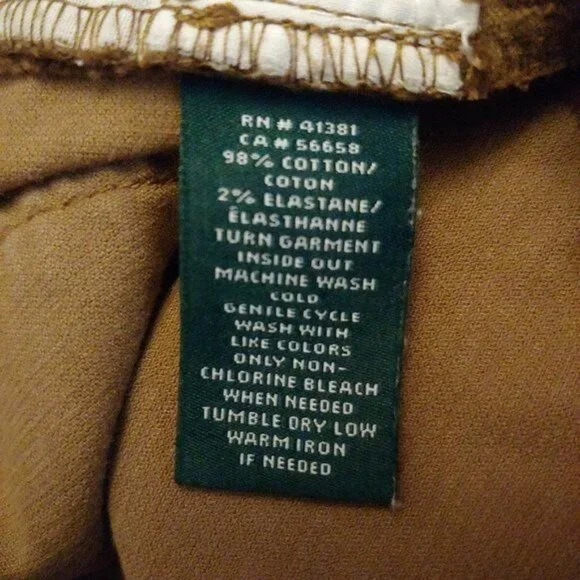 RN # 41381
CA # 56658
98% COTTON/
COTON
2% ELASTANE/
ÉLASTHANNE
TURN GARMENT
INSIDE OUT
MACHINE WASH
COLD
GENTLE CYCLE
WASH WITH
LIKE COLORS
ONLY NON-
CHLORINE BLEACH
WHEN NEEDED
TUMBLE DRY LOW
WARM IRON
IF NEEDED